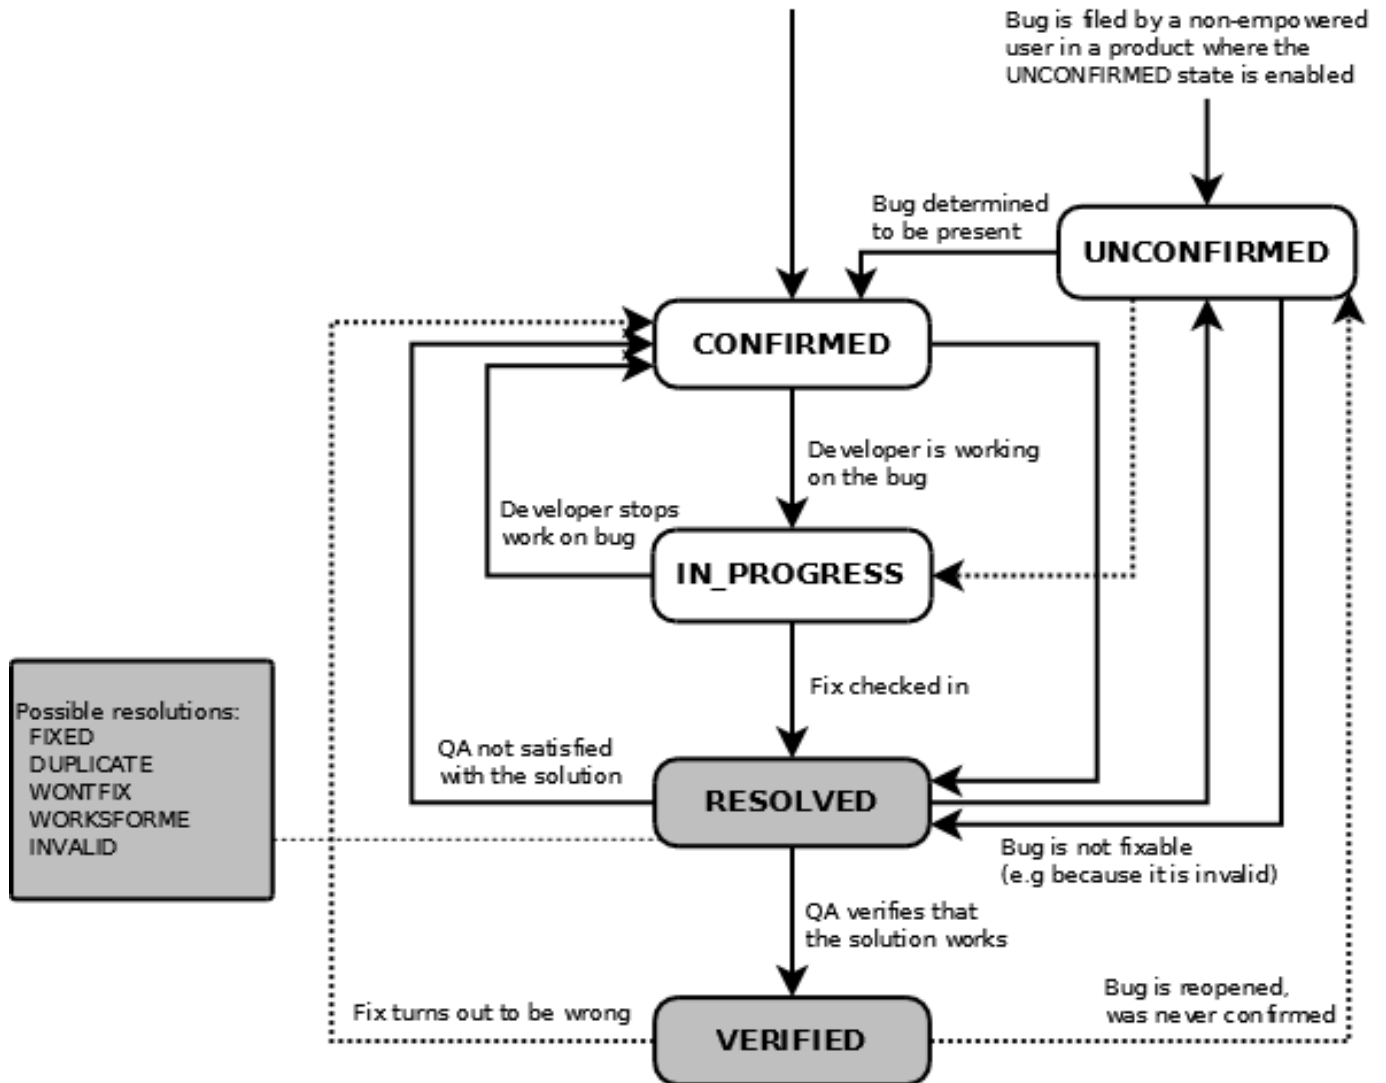 Bug is filed by a non-empowered
user in a product where the
UNCONFIRMED state is enabled
Bug determined
to be present
UNCONFIRMED
CONFIRMED
Developer is working
on the bug
Developer stops
work on bug
IN_PROGRESS
Fix checked in
Possible resolutions:
FIXED
DUPLICATE
WONTFIX
WORKSFORME
INVALID
QA not satisfied
with the solution
RESOLVED
Bug is not fixable
(e.g because it is invalid)
QA verifies that
the solution works
Fix turns out to be wrong
VERIFIED
Bug is reopened,
was never confirmed